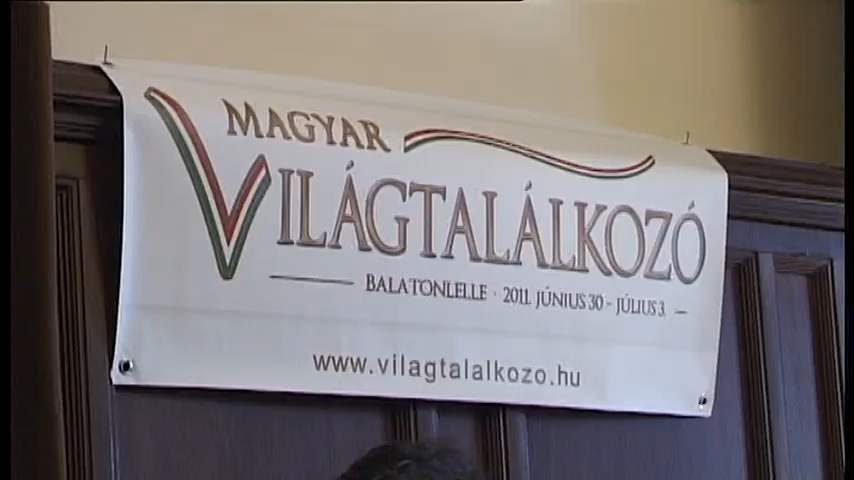 MAGYAR
VILÁGTALÁLKOZÓ
BALATONLELLE · 2011. JÚNIUS 30 - JÚLIUS 3.
www.vilagtalalkozo.hu